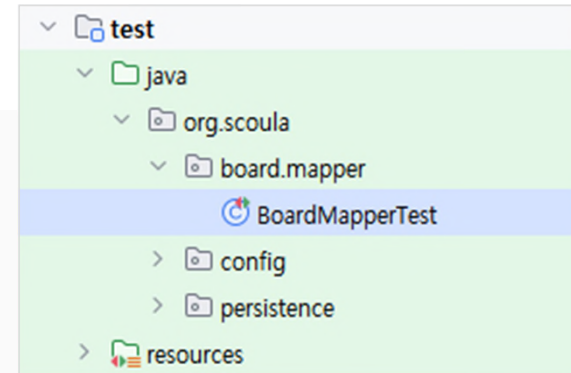 test
java
org.scoula
board.mapper
BoardMapperTest
config
persistence
resources